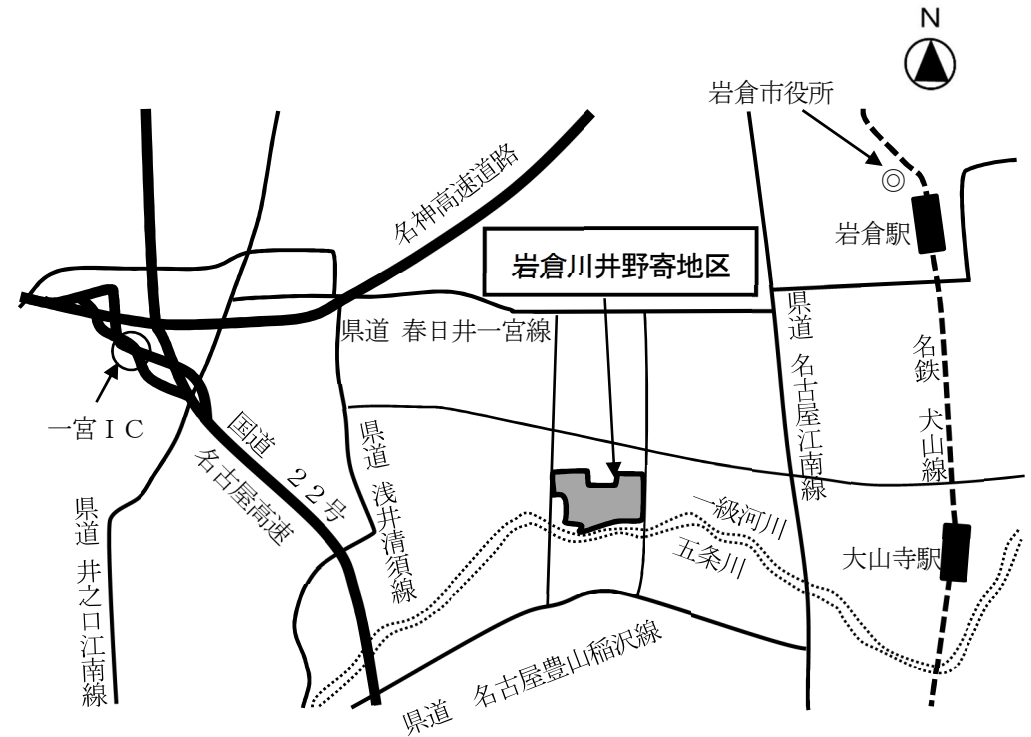 N
岩倉市役所
名神高速道路
岩倉駅
岩倉川井野寄地区
県道 春日井一宮線
県道 名古屋江南線
名鉄 犬山線
一宮ＩＣ
国道 ２２号
名古屋高速
県道 浅井清須線
県道 井之口江南線
一級河川
五条川
大山寺駅
県道 名古屋豊山稲沢線